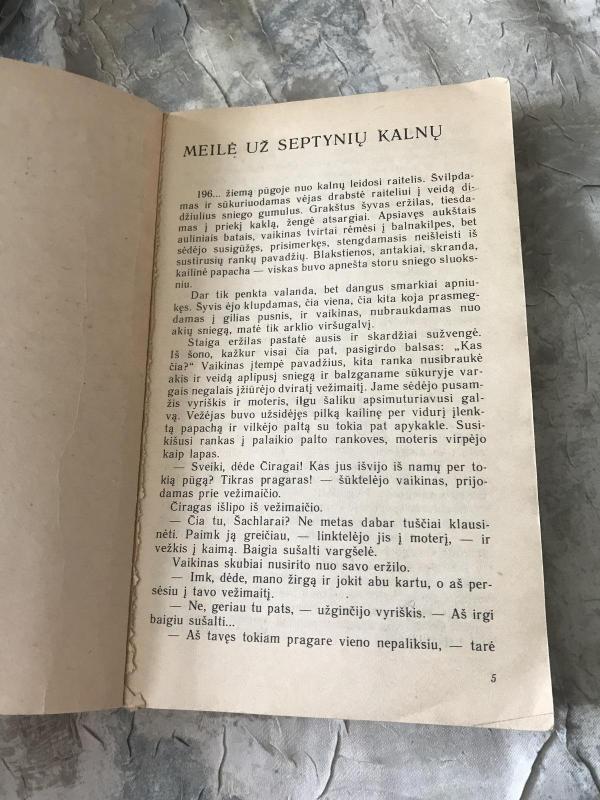 MEILĖ UŽ SEPTYNIŲ KALNŲ
196... žiemą pūgoje nuo kalnų leidosi raitelis. Švilpda-
mas ir sūkuriuodamas vėjas drabstė raiteliui į veidą di-
džiulius sniego gumulus. Grakštus šyvas eržilas, tiesda-
mas į priekį kaklą, žengė atsargiai. Apsiavęs aukštais
auliniais batais, vaikinas tvirtai rėmėsi į balnakilpes, bet
sėdėjo susigūžęs, prisimerkęs, stengdamasis neišleisti iš
sustirusių rankų pavadžių. Blakstienos, antakiai, skranda,
kailinė papacha — viskas buvo apnešta storu sniego sluoks-
niu.
Dar tik penkta valanda, bet dangus smarkiai apniu-
kęs. Šyvis ėjo klupdamas, čia viena, čia kita koja prasmeg-
damas į gilias pusnis, ir vaikinas, nubraukdamas nuo
akių sniegą, matė tik arklio viršugalvį.
Staiga eržilas pastatė ausis ir skardžiai sužvengė.
Iš šono, kažkur visai čia pat, pasigirdo balsas: „Kas
čia?“ Vaikinas įtempė pavadžius, kita ranka nusibraukė
akis ir veidą aplipusį sniegą ir balzganame sūkuryje var-
gais negalais įžiūrėjo dviratį vežimaitį. Jame sėdėjo pusam-
žis vyriškis ir moteris, ilgu šaliku apsimuturiavusi gal-
vą. Vežėjas buvo užsidėjęs pilką kailinę per vidurį įlenk-
tą papachą ir vilkėjo paltą su tokia pat apykakle. Susi-
kišusi rankas į palaikio palto rankoves, moteris virpėjo
kaip lapas.
— Sveiki, dėde Čiragai! Kas jus išvijo iš namų per to-
kią pūgą? Tikras pragaras! — šūktelėjo vaikinas, prijo-
damas prie vežimaičio.
Čiragas išlipo iš vežimaičio.
— Čia tu, Šachlarai? Ne metas dabar tuščiai klausi-
nėti. Paimk ją greičiau, — linktelėjo jis į moterį, — ir
vežkis į kaimą. Baigia sušalti vargšelė.
Vaikinas skubiai nusirito nuo savo eržilo.
— Imk, dėde, mano žirgą ir jokit abu kartu, o aš per-
sėsiu į tavo vežimaitį.
— Ne, geriau tu pats, — užginčijo vyriškis. — Aš irgi
baigiu sušalti...
— Aš tavęs tokiam pragare vieno nepaliksiu, — tarė
5